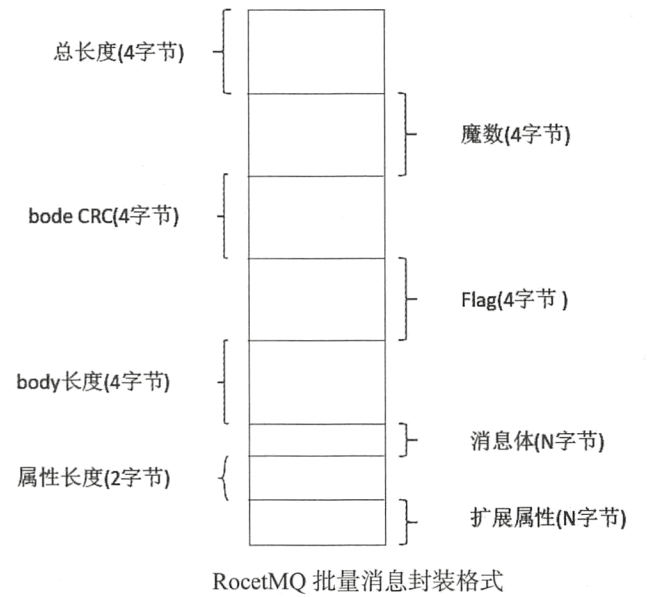 总长度(4字节)
魔数(4字节)
bode CRC(4字节)
Flag(4字节 )
body长度(4字节)
消息体(N字节)
属性长度(2字节)
扩展属性(N字节)
RocetMQ 批量消息封装格式